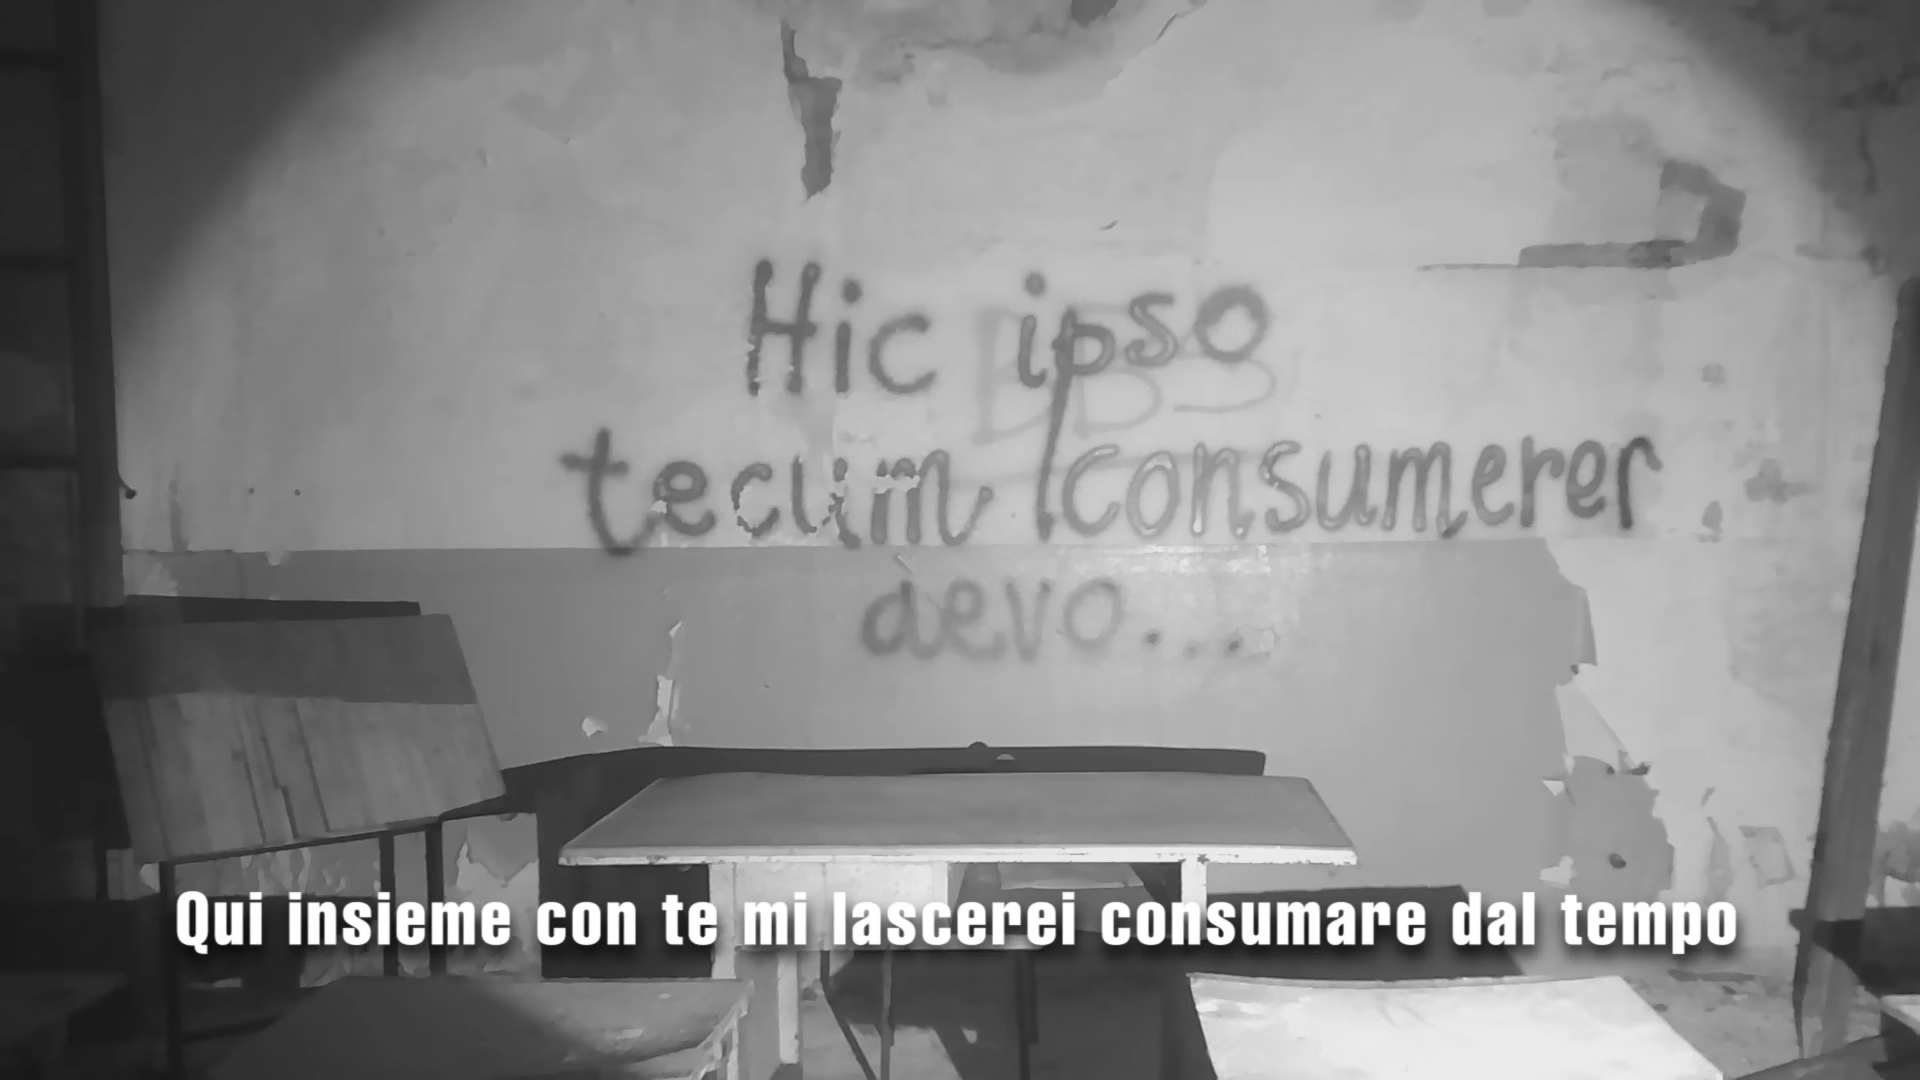 Hic ipso
tecum consumerer
aevo...
Qui insieme con te mi lascerei consumare dal tempo